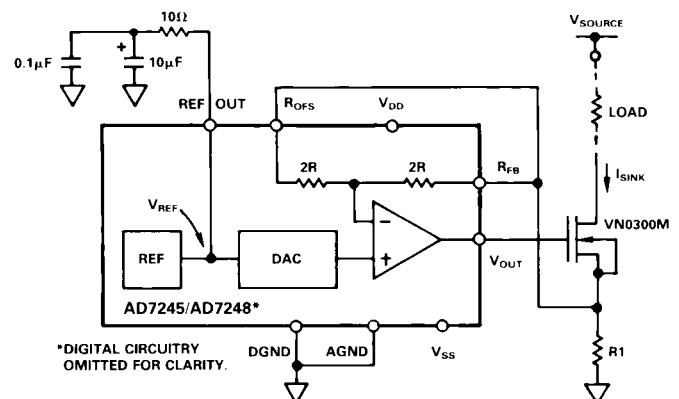 10Ω
V_SOURCE
0.1μF
+
10μF
REF OUT
R_OFS
V_DD
LOAD
2R
2R
R_FB
I_SINK
V_REF
VN0300M
REF
DAC
−
+
V_OUT
AD7245/AD7248*
*DIGITAL CIRCUITRY
OMITTED FOR CLARITY.
DGND
AGND
V_SS
R1